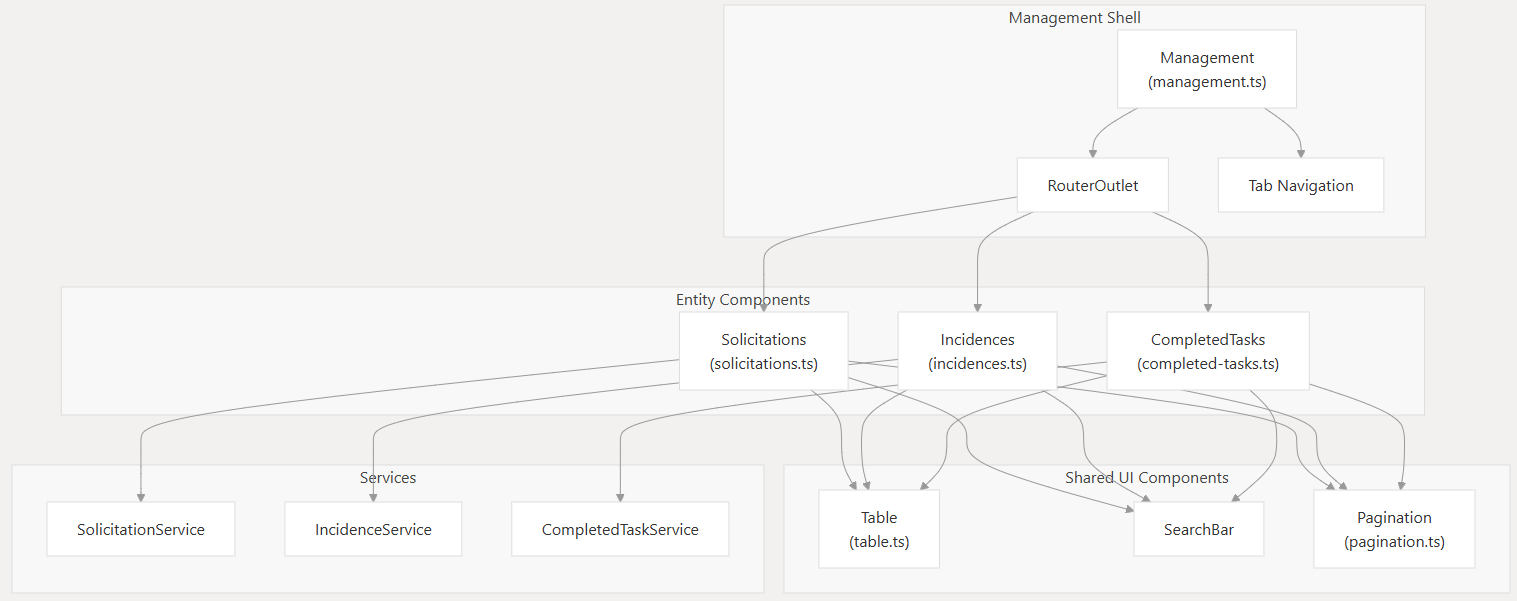 Management Shell
Management
(management.ts)
RouterOutlet
Tab Navigation
Entity Components
Solicitations
(solicitations.ts)
Incidences
(incidences.ts)
CompletedTasks
(completed-tasks.ts)
Services
SolicitationService
IncidenceService
CompletedTaskService
Shared UI Components
Table
(table.ts)
SearchBar
Pagination
(pagination.ts)